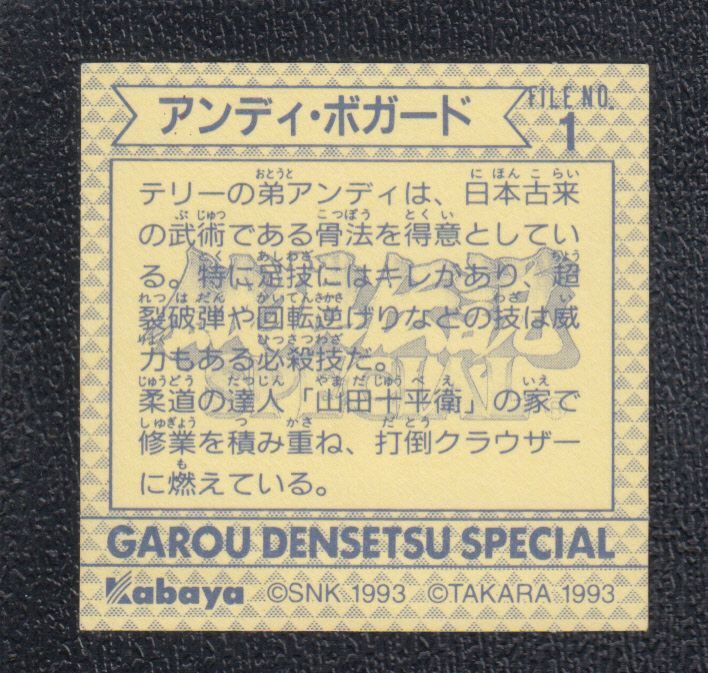 アンディ・ボガード
FILE NO.
1
テリーの弟アンディは、日本古来
の武術である骨法を得意としてい
る。特に足技にはキレがあり、超
裂破弾や回転逆げりなどの技は威
力もある必殺技だ。
柔道の達人「山田十平衛」の家で
修業を積み重ね、打倒クラウザー
に燃えている。
GAROU DENSETSU SPECIAL
Kabaya ©SNK 1993 ©TAKARA 1993